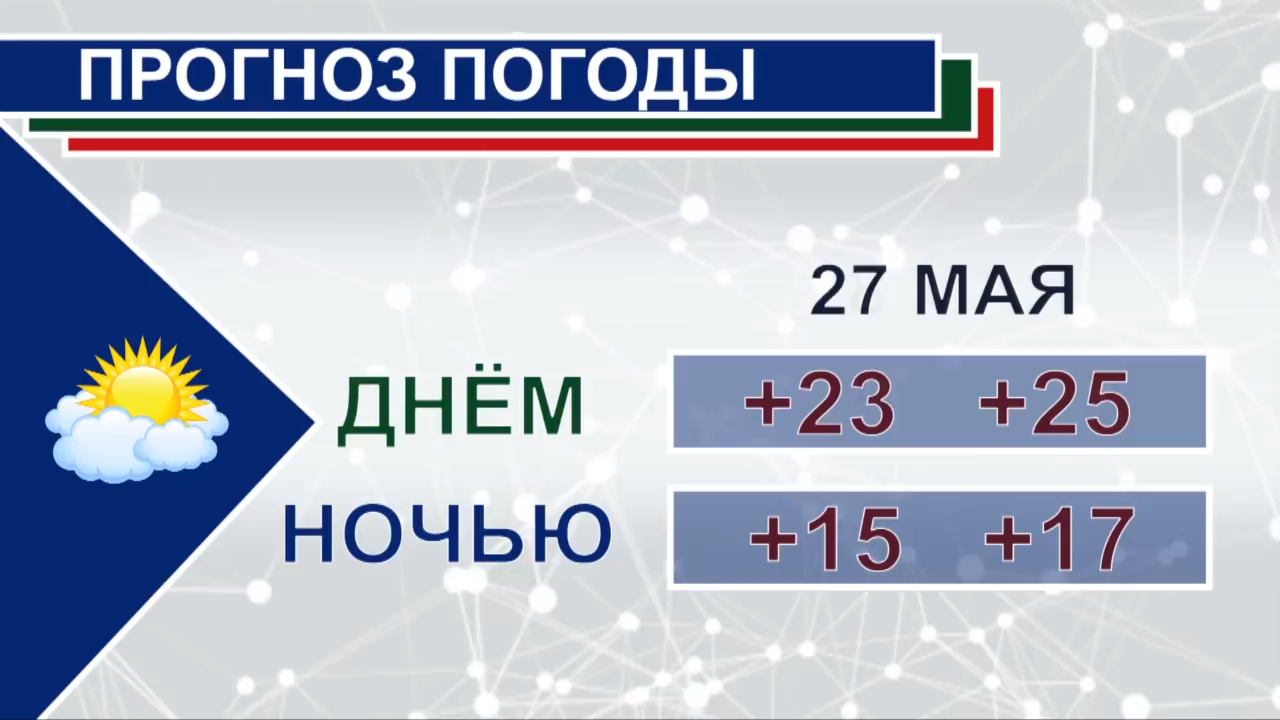 ПРОГНОЗ ПОГОДЫ
27 МАЯ
ДНЁМ +23 +25
НОЧЬЮ +15 +17